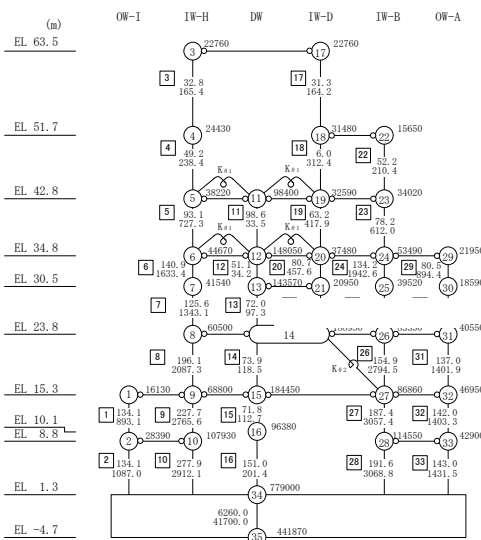 OW-I IW-H DW IW-D IW-B OW-A
(m)
EL 63.5
3 22760 17 22760
3 32.8 17 31.3
165.4 164.2
EL 51.7
4 24430 18 31480 22 15650
4 49.2 18 6.0 22 52.2
238.4 312.4 210.4
Kθ1 Kθ1
EL 42.8
5 38220 11 98400 19 32590 23 34020
5 93.1 11 98.6 19 63.2 23 78.2
727.3 33.5 417.9 612.0
Kθ1
EL 34.8
6 44670 12 148050 20 37480 24 53490 29 21950
6 140.9 12 51.1 20 80.7 24 134.2 29 80.5
1633.4 34.2 457.6 1942.6 894.4
EL 30.5
7 41540 13 143570 21 20950 25 39520 30 18590
7 125.6 13 72.0
1343.1 97.3
EL 23.8
8 60500 14 26 31 40550
8 196.1 14 73.9 26 154.9 31 137.0
2087.3 118.5 2794.5 1401.9
Kθ2
EL 15.3
1 16130 9 68800 15 184450 27 86860 32 46950
1 134.1 9 227.7 15 71.8 27 187.4 32 142.0
893.1 2765.6 112.7 3057.4 1403.3
EL 10.1
16 96380
EL 8.8
2 28390 10 107930 28 114550 33 42900
2 134.1 10 277.9 16 151.0 28 191.6 33 143.0
1087.0 2912.1 201.4 3068.8 1431.5
EL 1.3
34 779000
6260.0
41700.0
EL -4.7
35 441870